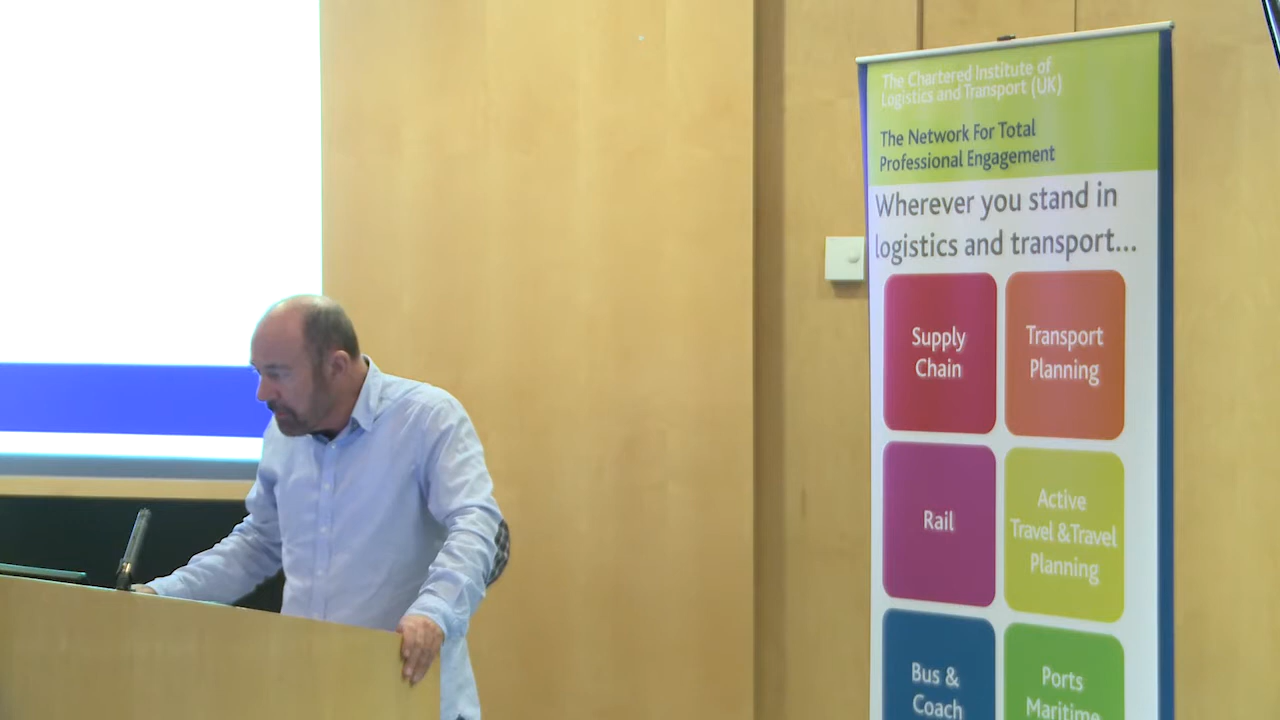 The Chartered Institute of
Logistics and Transport (UK)
The Network For Total
Professional Engagement
Wherever you stand in
logistics and transport...
Supply
Chain
Transport
Planning
Rail
Active
Travel &Travel
Planning
Bus &
Coach
Ports
Maritime